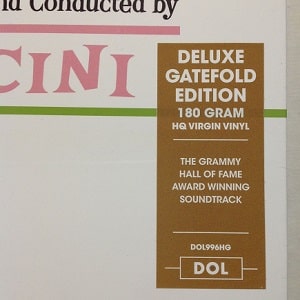 nd Conducted by
CINI
DELUXE
GATEFOLD
EDITION
180 GRAM
HQ VIRGIN VINYL
THE GRAMMY
HALL OF FAME
AWARD WINNING
SOUNDTRACK
DOL996HG
DOL